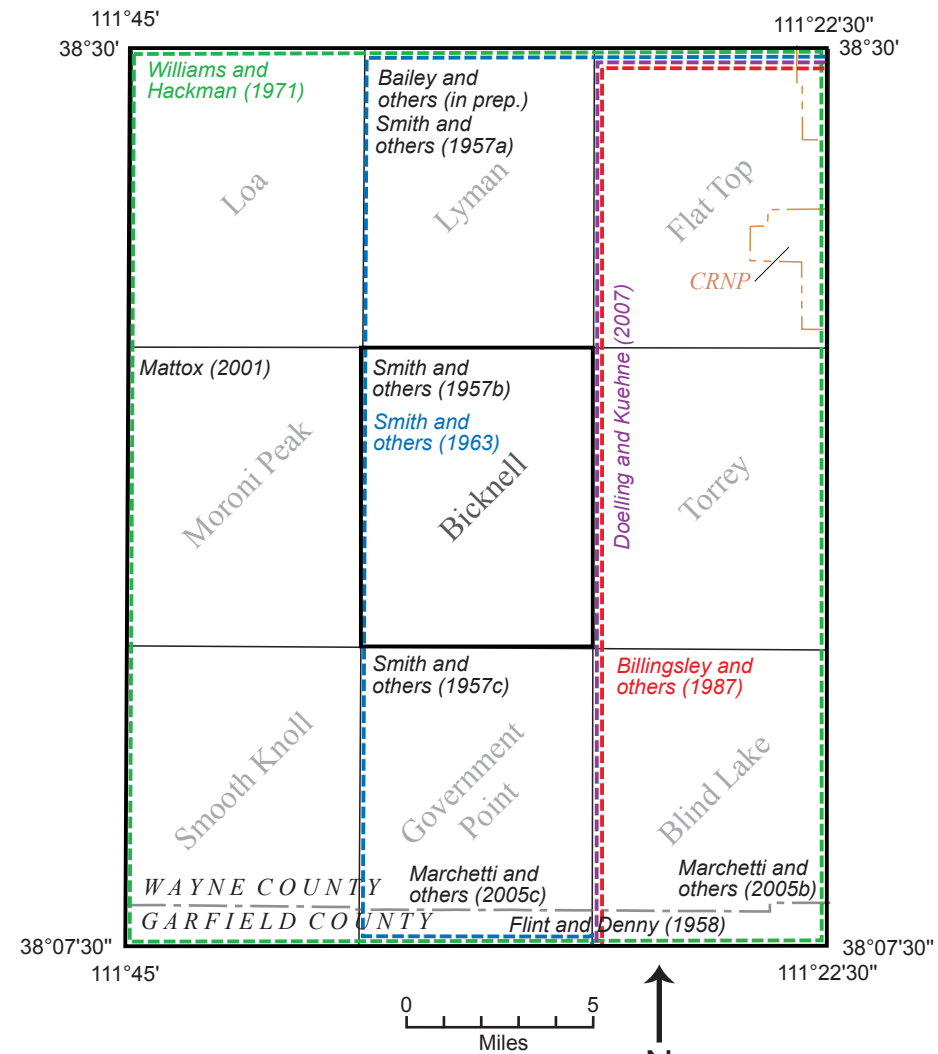 111°45'
111°22'30"
38°30'
38°30'
Williams and
Hackman (1971)
Bailey and
others (in prep.)
Smith and
others (1957a)
Loa
Lyman
Flat Top
CRNP
Doelling and Kuehne (2007)
Mattox (2001)
Smith and
others (1957b)
Smith and
others (1963)
Moroni Peak
Bicknell
Torrey
Smith and
others (1957c)
Billingsley and
others (1987)
Smooth Knoll
Government
Point
Blind Lake
Marchetti and
others (2005c)
Marchetti and
others (2005b)
WAYNE COUNTY
GARFIELD COUNTY
Flint and Denny (1958)
38°07'30"
38°07'30"
111°45'
111°22'30"
0
5
Miles
N